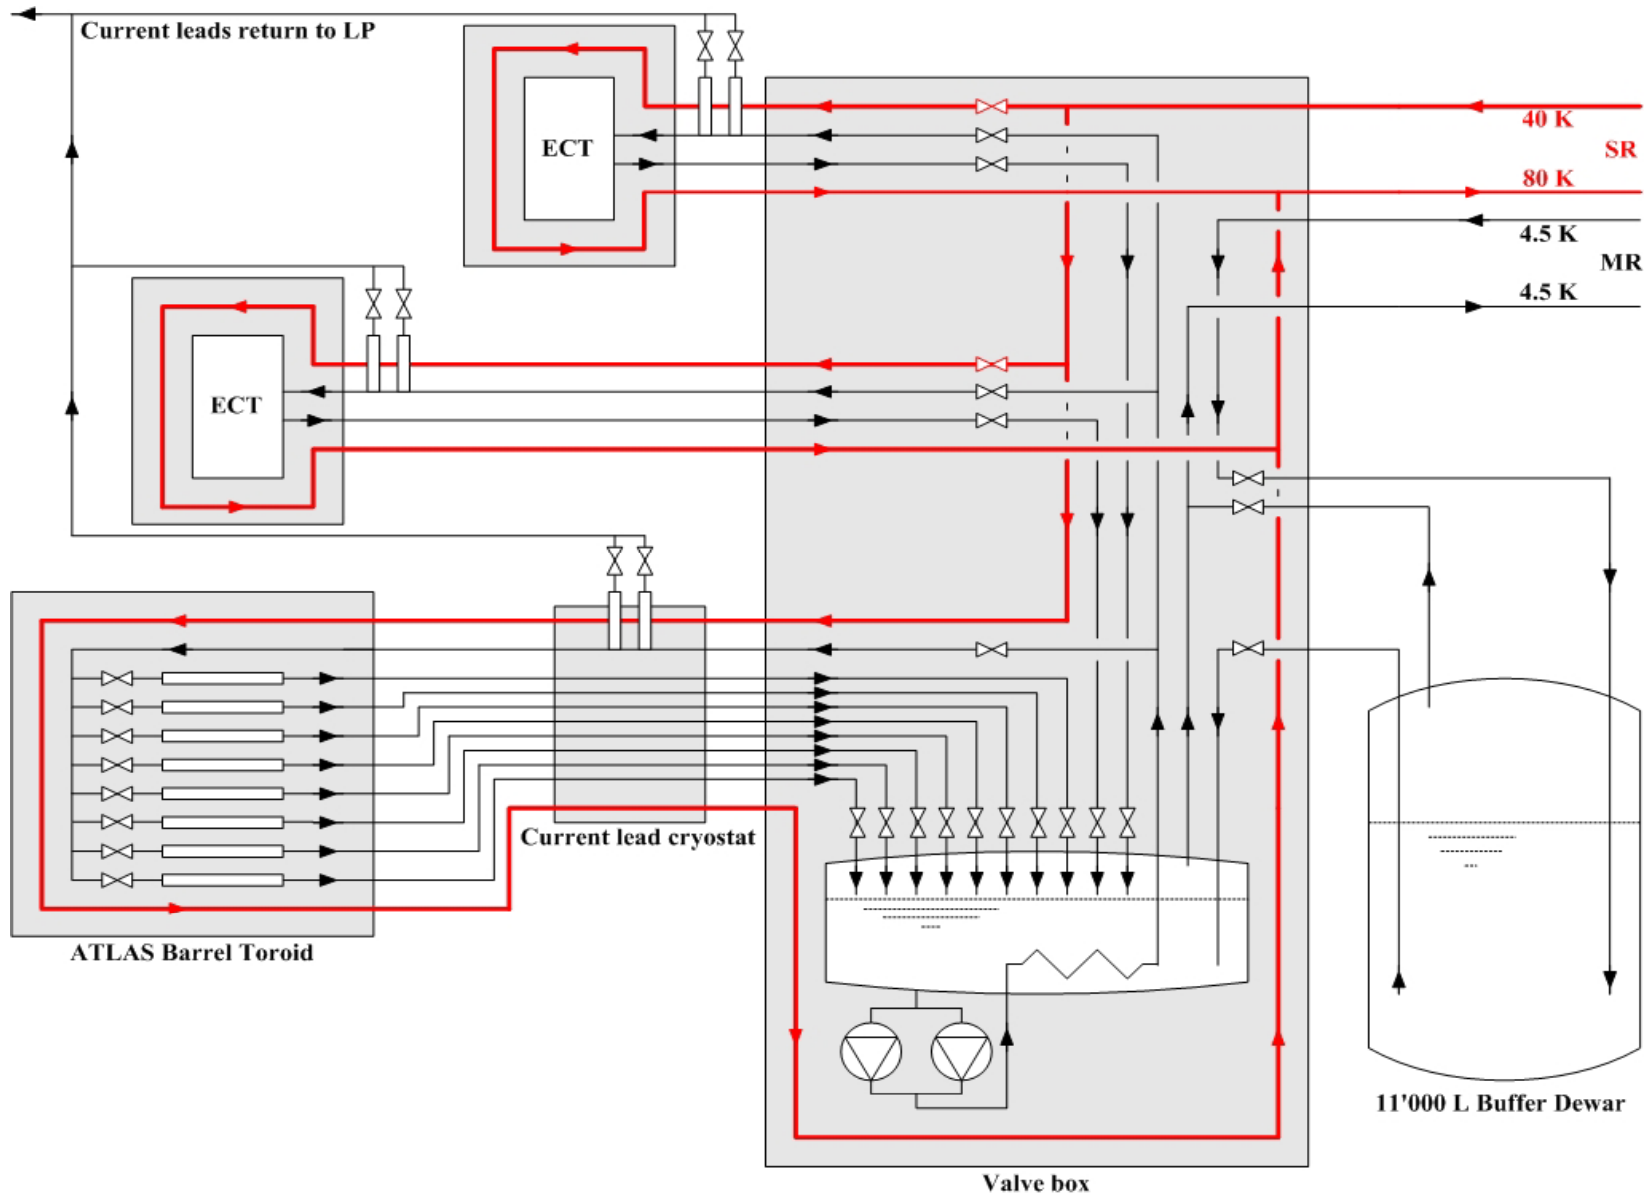 Current leads return to LP
ECT
40 K
SR
80 K
4.5 K
MR
4.5 K
ECT
Current lead cryostat
ATLAS Barrel Toroid
11'000 L Buffer Dewar
Valve box